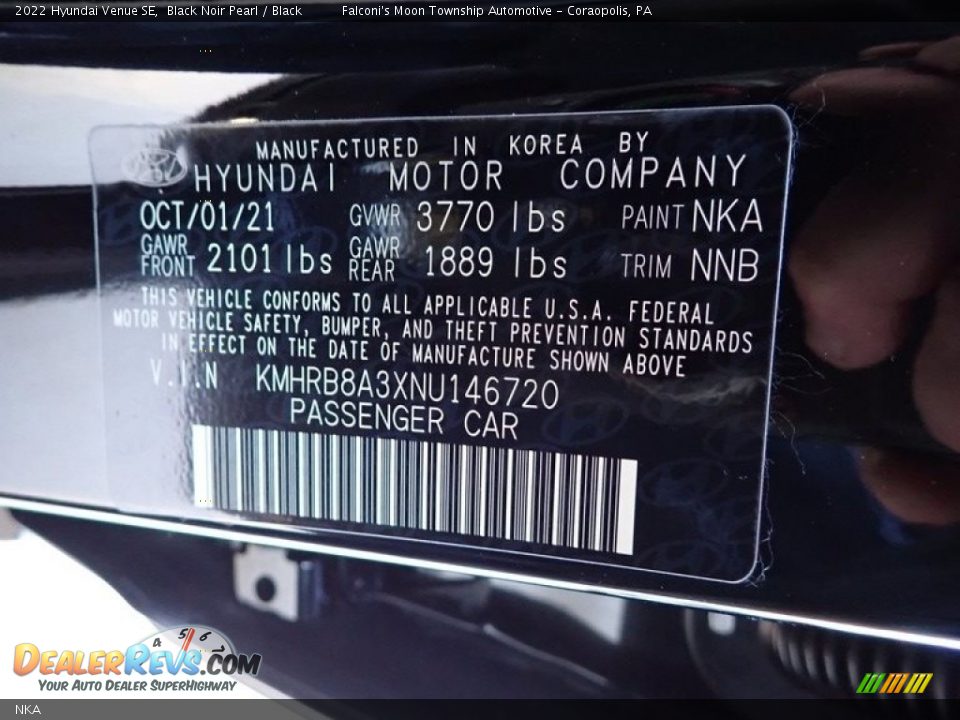 2022 Hyundai Venue SE, Black Noir Pearl / Black Falconi's Moon Township Automotive - Coraopolis, PA
MANUFACTURED IN KOREA BY
HYUNDAI MOTOR COMPANY
OCT/01/21 GVWR 3770 lbs PAINT NKA
GAWR FRONT 2101 lbs GAWR REAR 1889 lbs TRIM NNB
THIS VEHICLE CONFORMS TO ALL APPLICABLE U.S.A. FEDERAL
MOTOR VEHICLE SAFETY, BUMPER, AND THEFT PREVENTION STANDARDS
IN EFFECT ON THE DATE OF MANUFACTURE SHOWN ABOVE
V.I.N KMHRB8A3XNU146720
PASSENGER CAR
4 5 6
DealerRevs.com
Your Auto Dealer SuperHighway
NKA